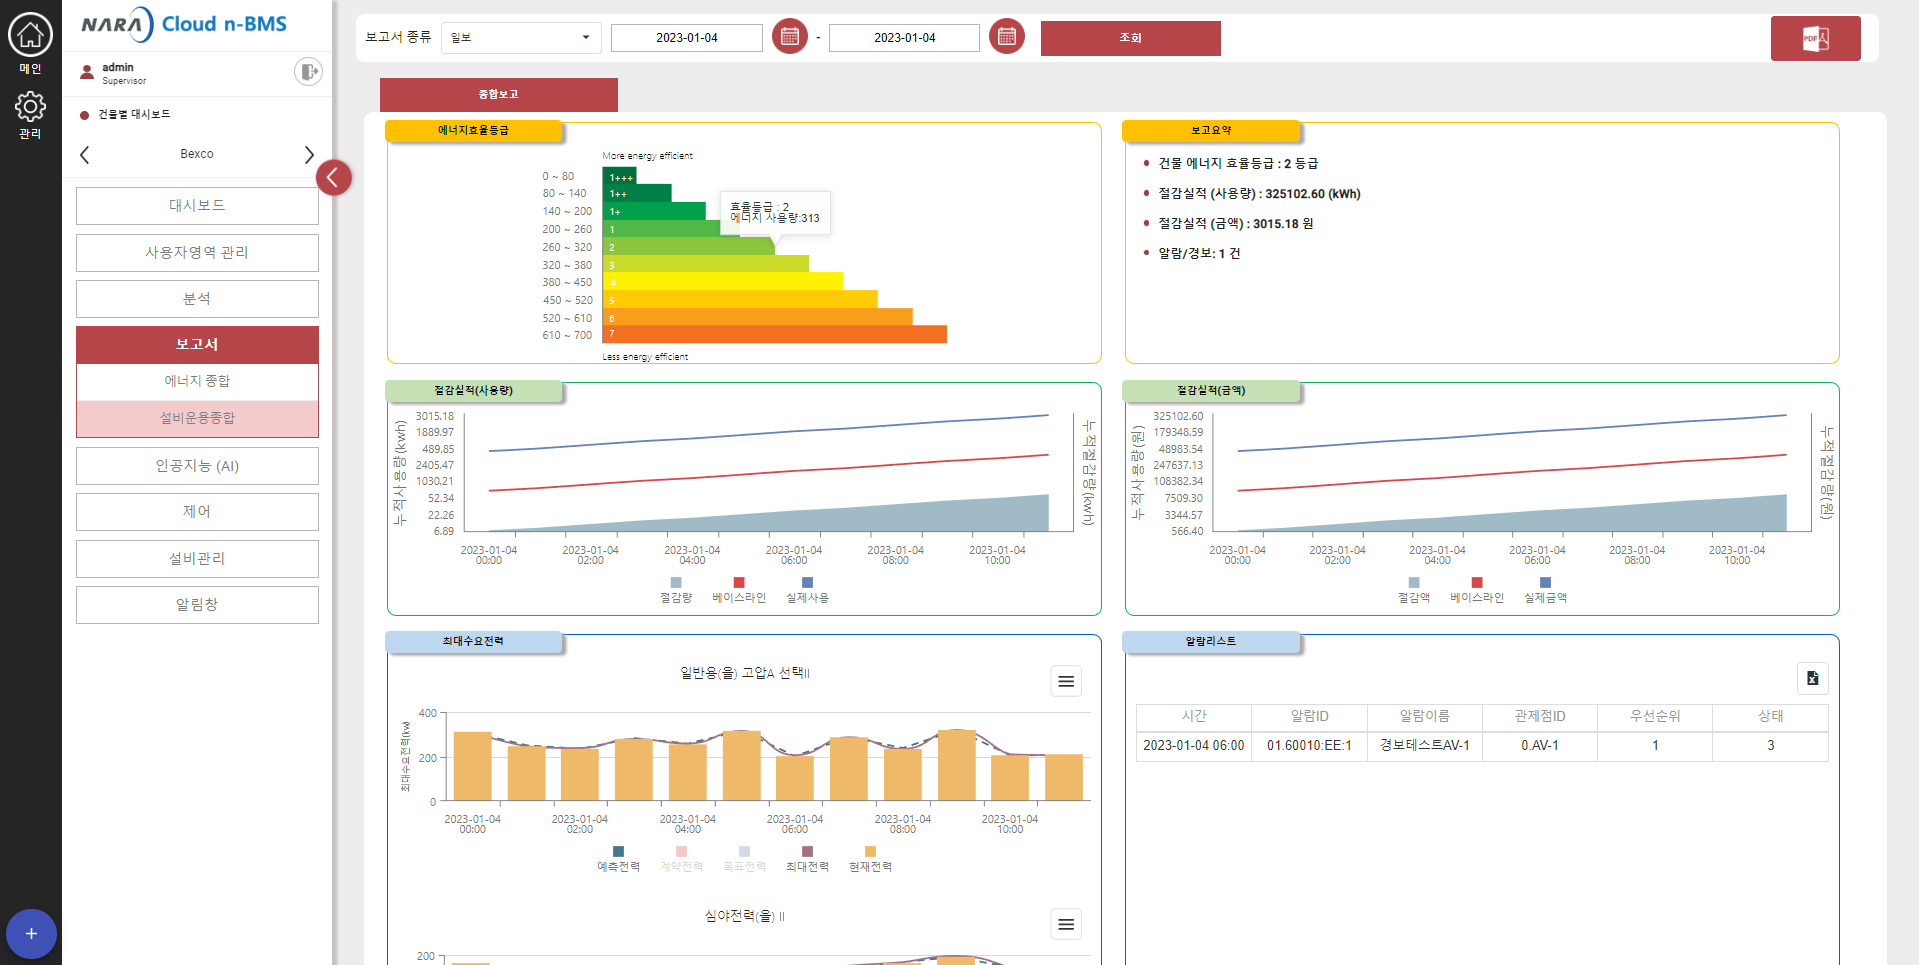 메인
관리
+
NARA Cloud n-BMS
admin
Supervisor
건물별 대시보드
Bexco
대시보드
사용자영역 관리
분석
보고서
에너지 종합
설비운용종합
인공지능 (AI)
제어
설비관리
알림창
보고서 종류 일보 2023-01-04 - 2023-01-04 조회 PDF
종합보고
에너지효율등급
More energy efficient
0 ~ 80 1+++
80 ~ 140 1++
140 ~ 200 1+
200 ~ 260 1
260 ~ 320 2
320 ~ 380 3
380 ~ 450 4
450 ~ 520 5
520 ~ 610 6
610 ~ 700 7
Less energy efficient
효율등급 : 2
에너지 사용량:313
보고요약
건물 에너지 효율등급 : 2 등급
절감실적 (사용량) : 325102.60 (kWh)
절감실적 (금액) : 3015.18 원
알람/경보: 1 건
절감실적(사용량)
누적사용량(kwh)
3015.18
1889.97
489.85
2405.47
1030.21
52.34
22.26
6.89
누적절감량(kwh)
2023-01-04 2023-01-04 2023-01-04 2023-01-04 2023-01-04 2023-01-04
00:00 02:00 04:00 06:00 08:00 10:00
절감량 베이스라인 실제사용
절감실적(금액)
누적사용량(원)
325102.60
179348.59
48983.54
247637.13
108382.34
7509.30
3344.57
566.40
누적절감량(원)
2023-01-04 2023-01-04 2023-01-04 2023-01-04 2023-01-04 2023-01-04
00:00 02:00 04:00 06:00 08:00 10:00
절감액 베이스라인 실제금액
최대수요전력
일반용(을) 고압A 선택II
최대수요전력(kw)
400
200
0
2023-01-04 2023-01-04 2023-01-04 2023-01-04 2023-01-04 2023-01-04
00:00 02:00 04:00 06:00 08:00 10:00
예측전력 계약전력 목표전력 최대전력 현재전력
심야전력(을) II
200
알람리스트
시간 알람ID 알람이름 관제점ID 우선순위 상태
2023-01-04 06:00 01.60010:EE:1 경보테스트AV-1 0.AV-1 1 3